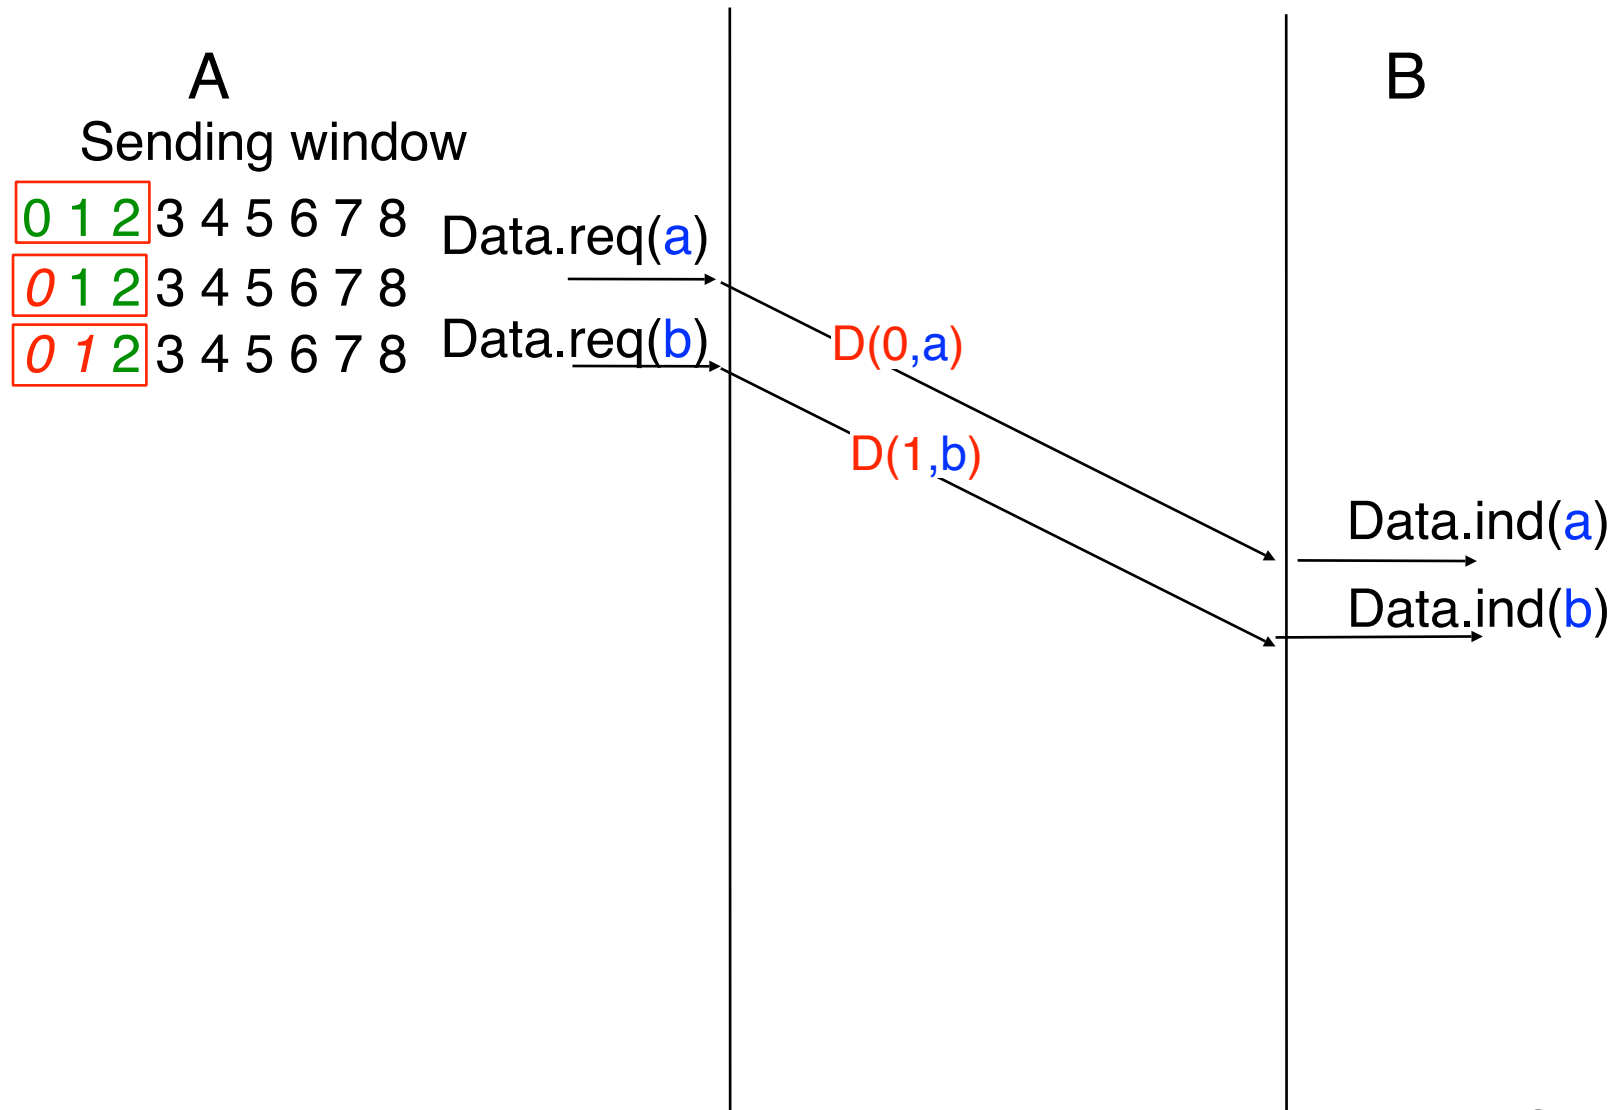 A
B
Sending window
0 1 2 3 4 5 6 7 8
Data.req(a)
0 1 2 3 4 5 6 7 8
Data.req(b)
0 1 2 3 4 5 6 7 8
D(0,a)
D(1,b)
Data.ind(a)
Data.ind(b)